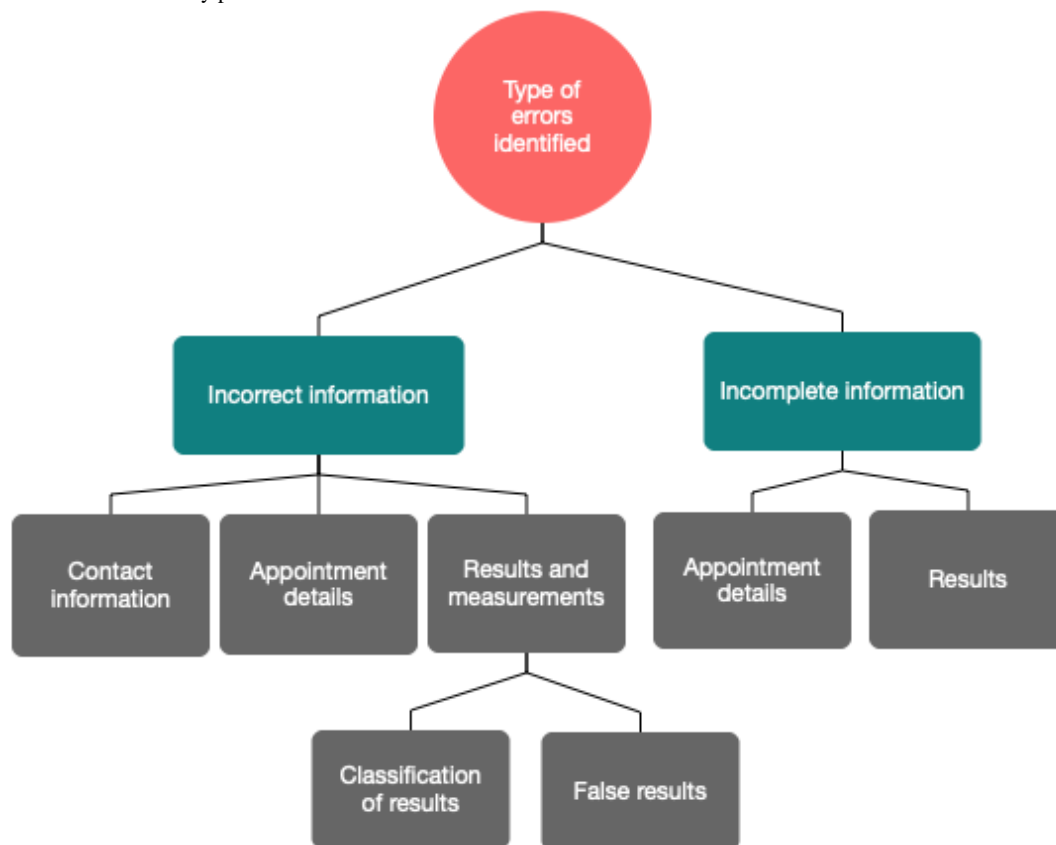 Type of
errors
identified
Incorrect information
Incomplete information
Contact
information
Appointment
details
Results and
measurements
Appointment
details
Results
Classification
of results
False results